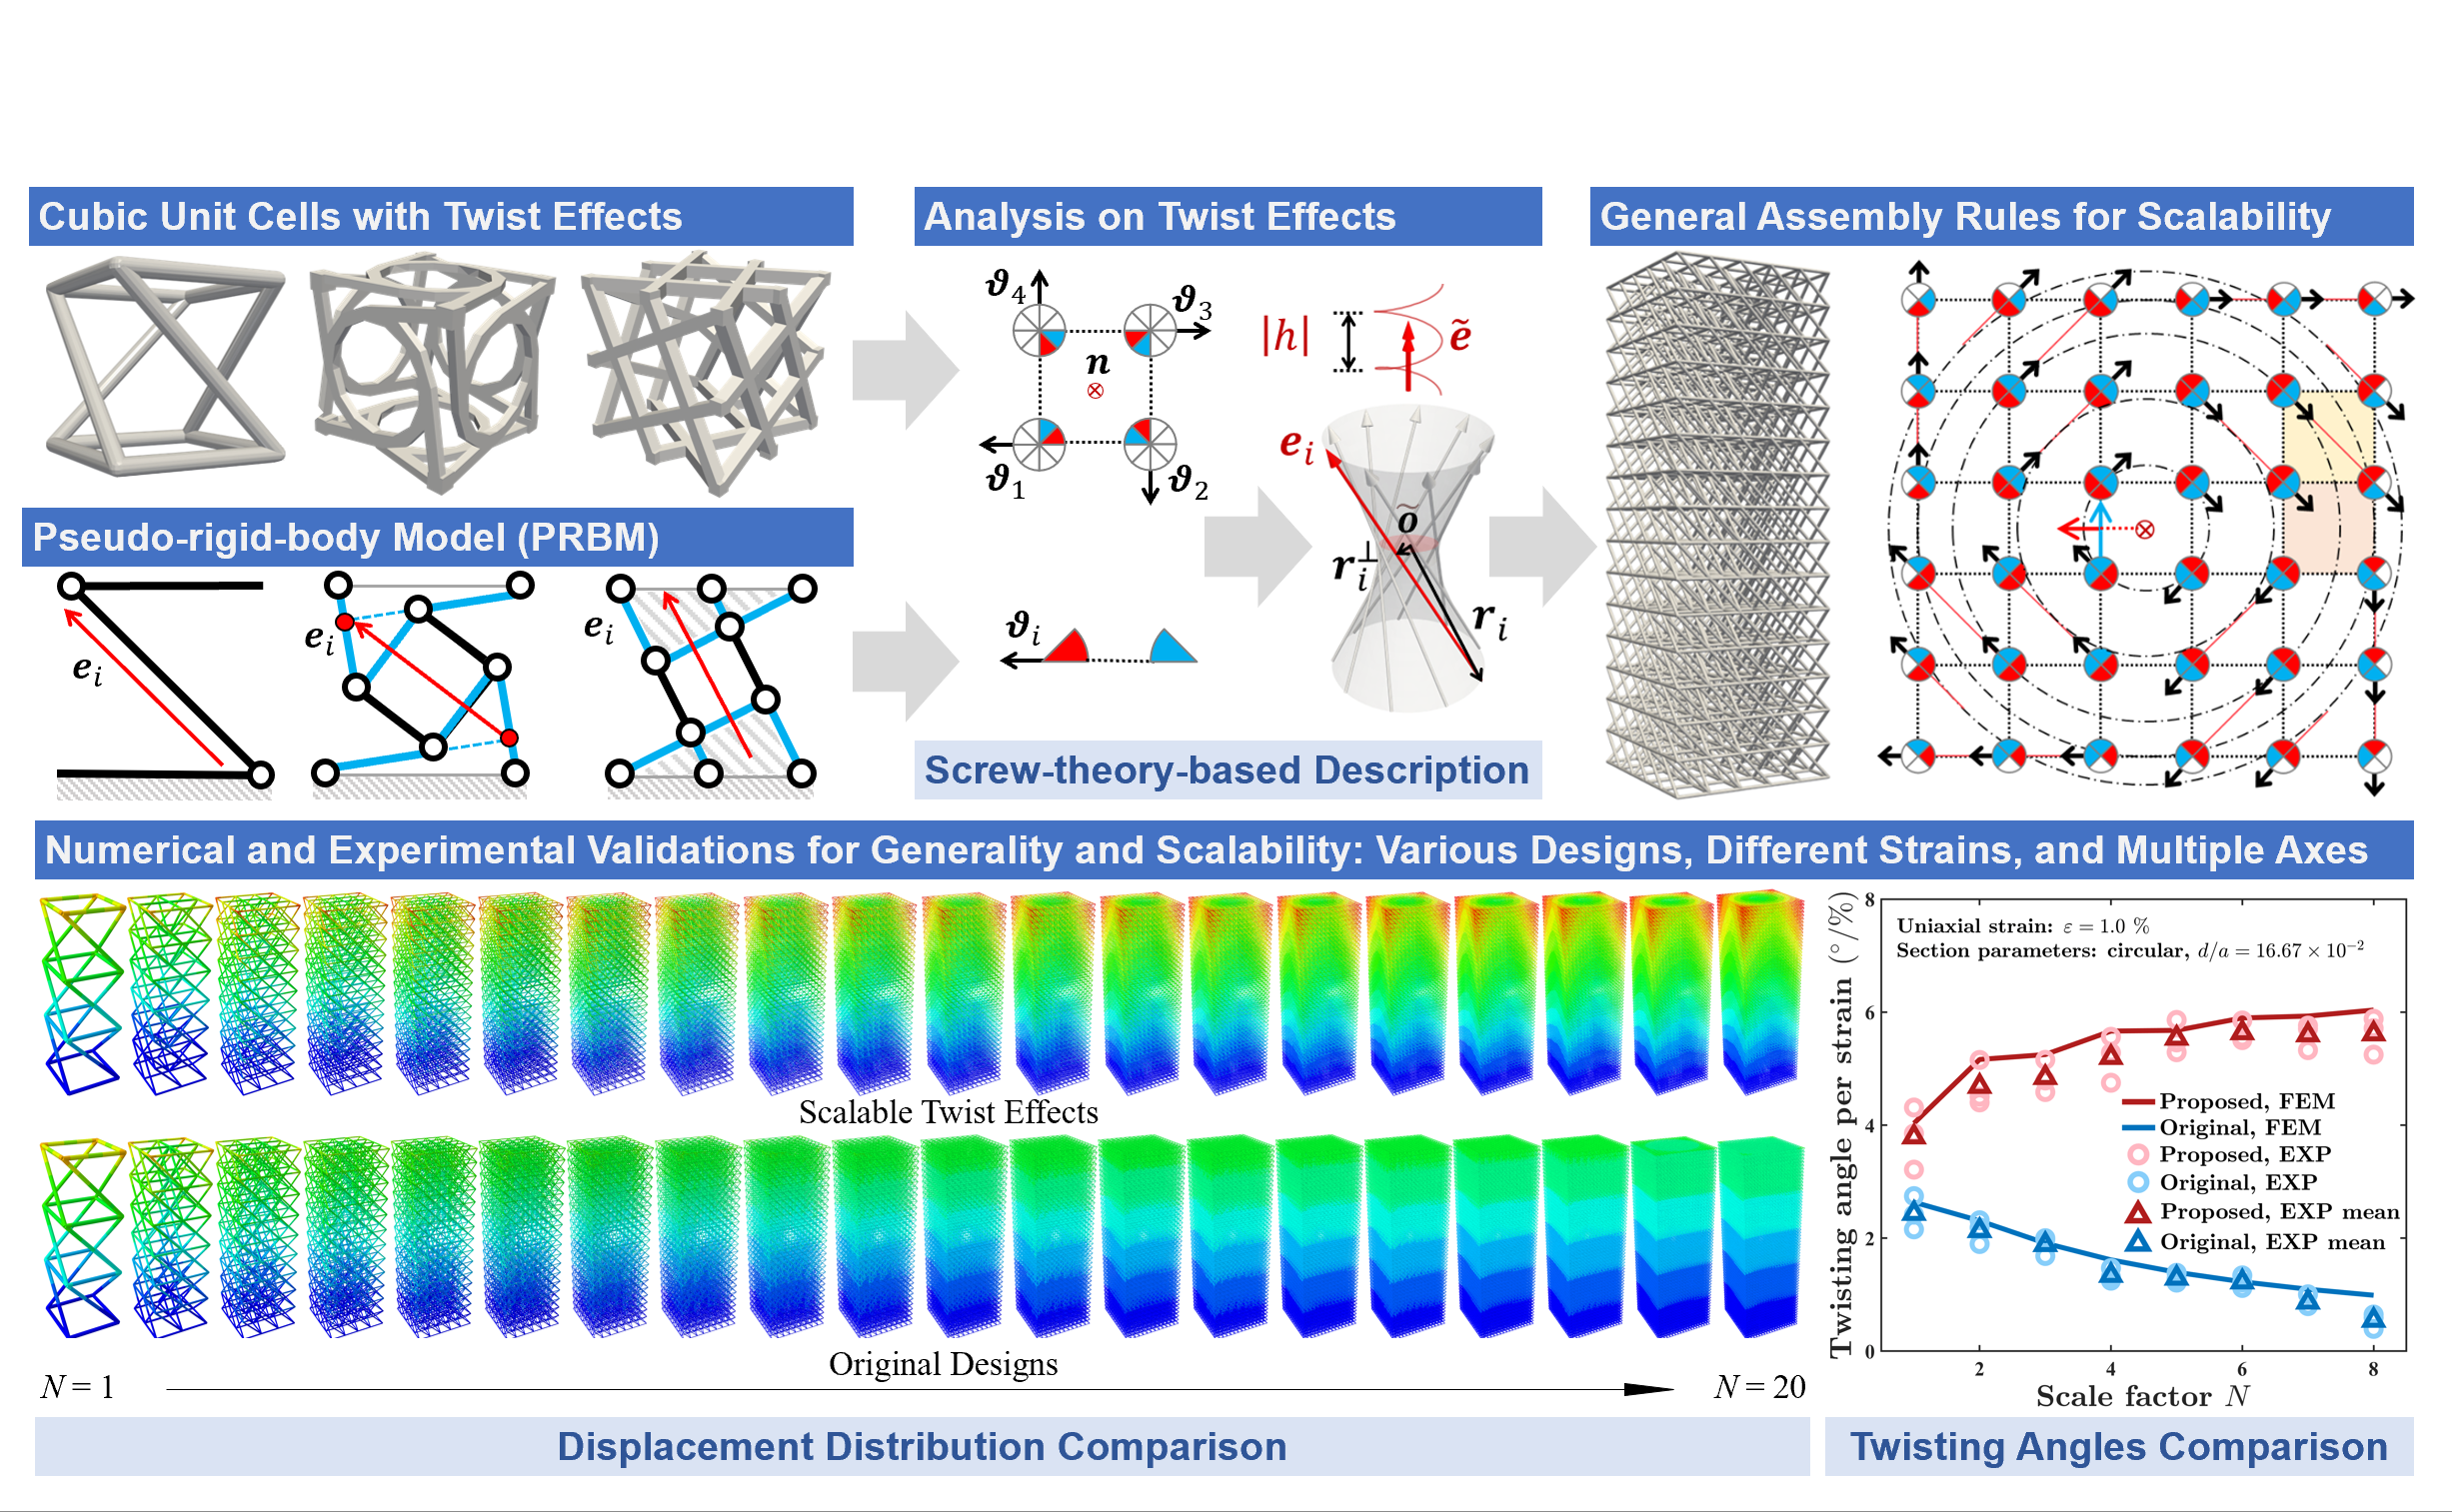 Cubic Unit Cells with Twist Effects
Analysis on Twist Effects
General Assembly Rules for Scalability
ϑ4
ϑ3
n
ϑ1
ϑ2
|h|
ẽ
ei
õ
ri⊥
ri
Pseudo-rigid-body Model (PRBM)
ei
ei
ei
ϑi
Screw-theory-based Description
Numerical and Experimental Validations for Generality and Scalability: Various Designs, Different Strains, and Multiple Axes
Scalable Twist Effects
Original Designs
N = 1
N = 20
Displacement Distribution Comparison
Twisting angle per strain (°/%)
8
6
4
2
0
Uniaxial strain: ε = 1.0 %
Section parameters: circular, d/a = 16.67 × 10⁻²
Proposed, FEM
Original, FEM
Proposed, EXP
Original, EXP
Proposed, EXP mean
Original, EXP mean
2 4 6 8
Scale factor N
Twisting Angles Comparison